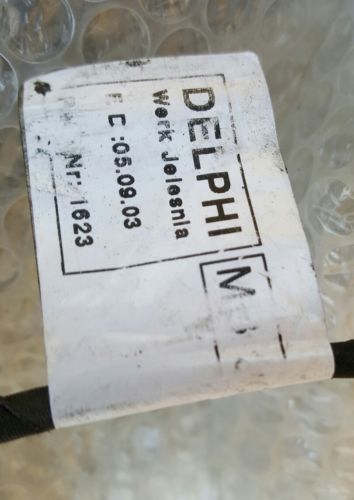 DELPHI
Werk Jelesnia
:05.09.03
Nr: 1623
M